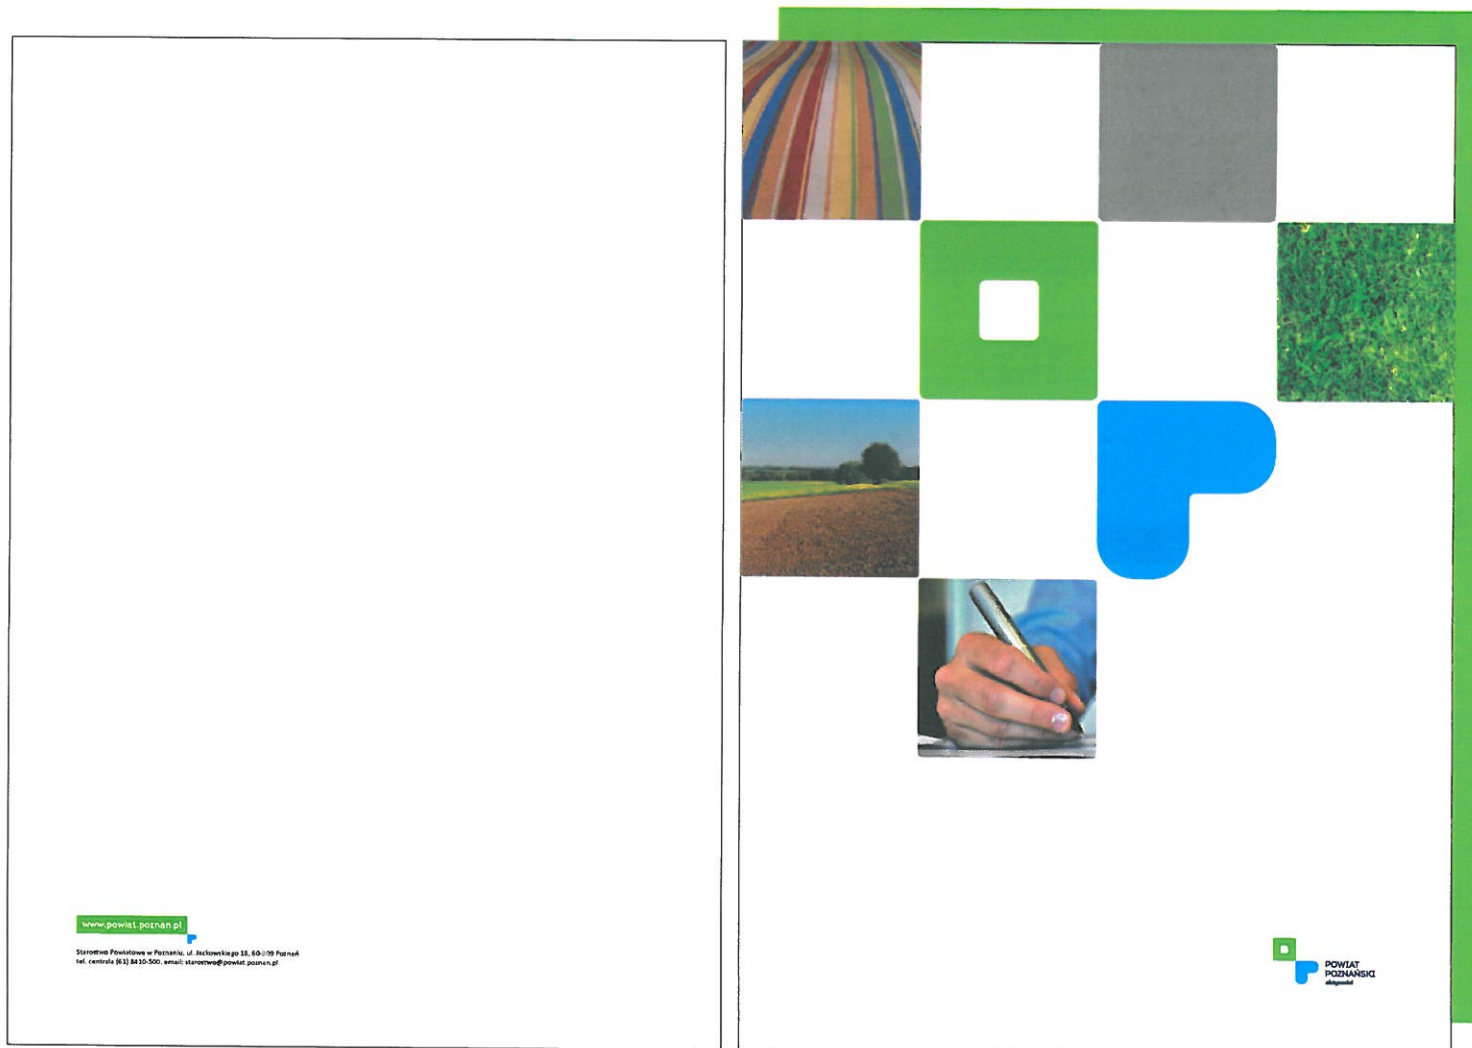 www.powiat.poznan.pl
Starostwo Powiatowe w Poznaniu, ul. Jackowskiego 18, 60-509 Poznań
tel. centrala (61) 8410-500, email: starostwo@powiat.poznan.pl
POWIAT
POZNAŃSKI